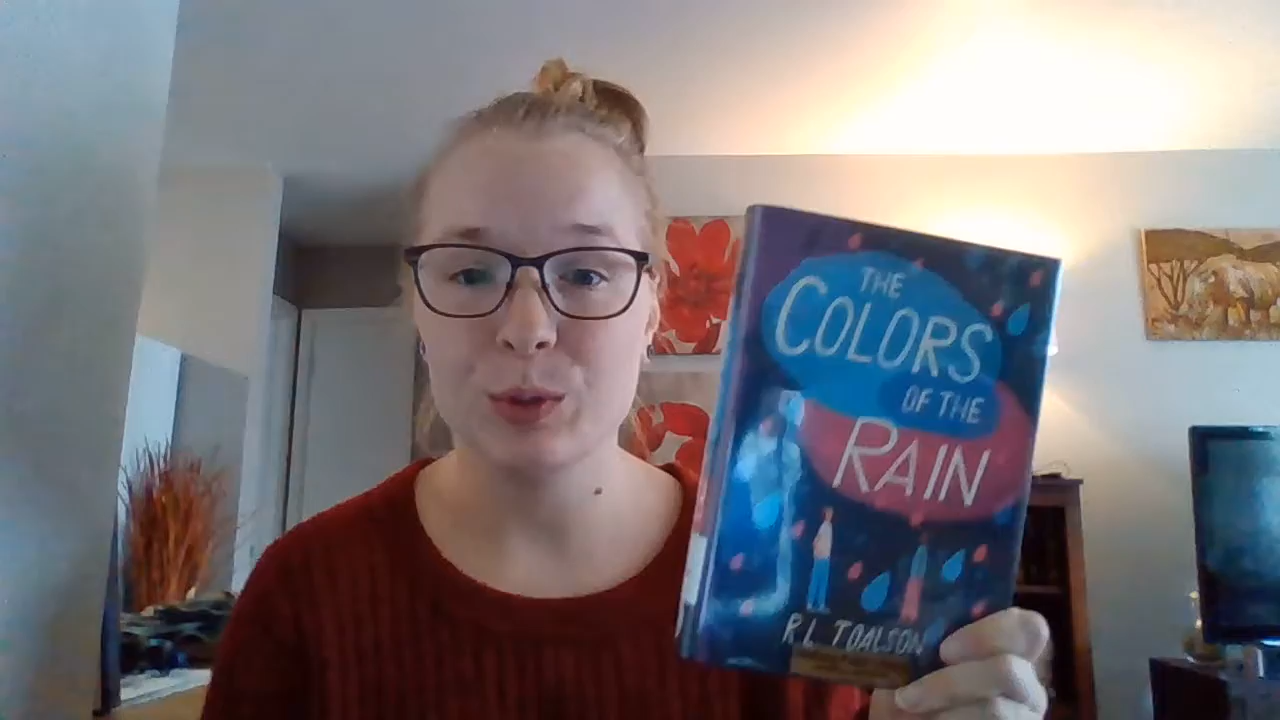 THE
COLORS
OF THE
RAIN
R.L. TOALSON